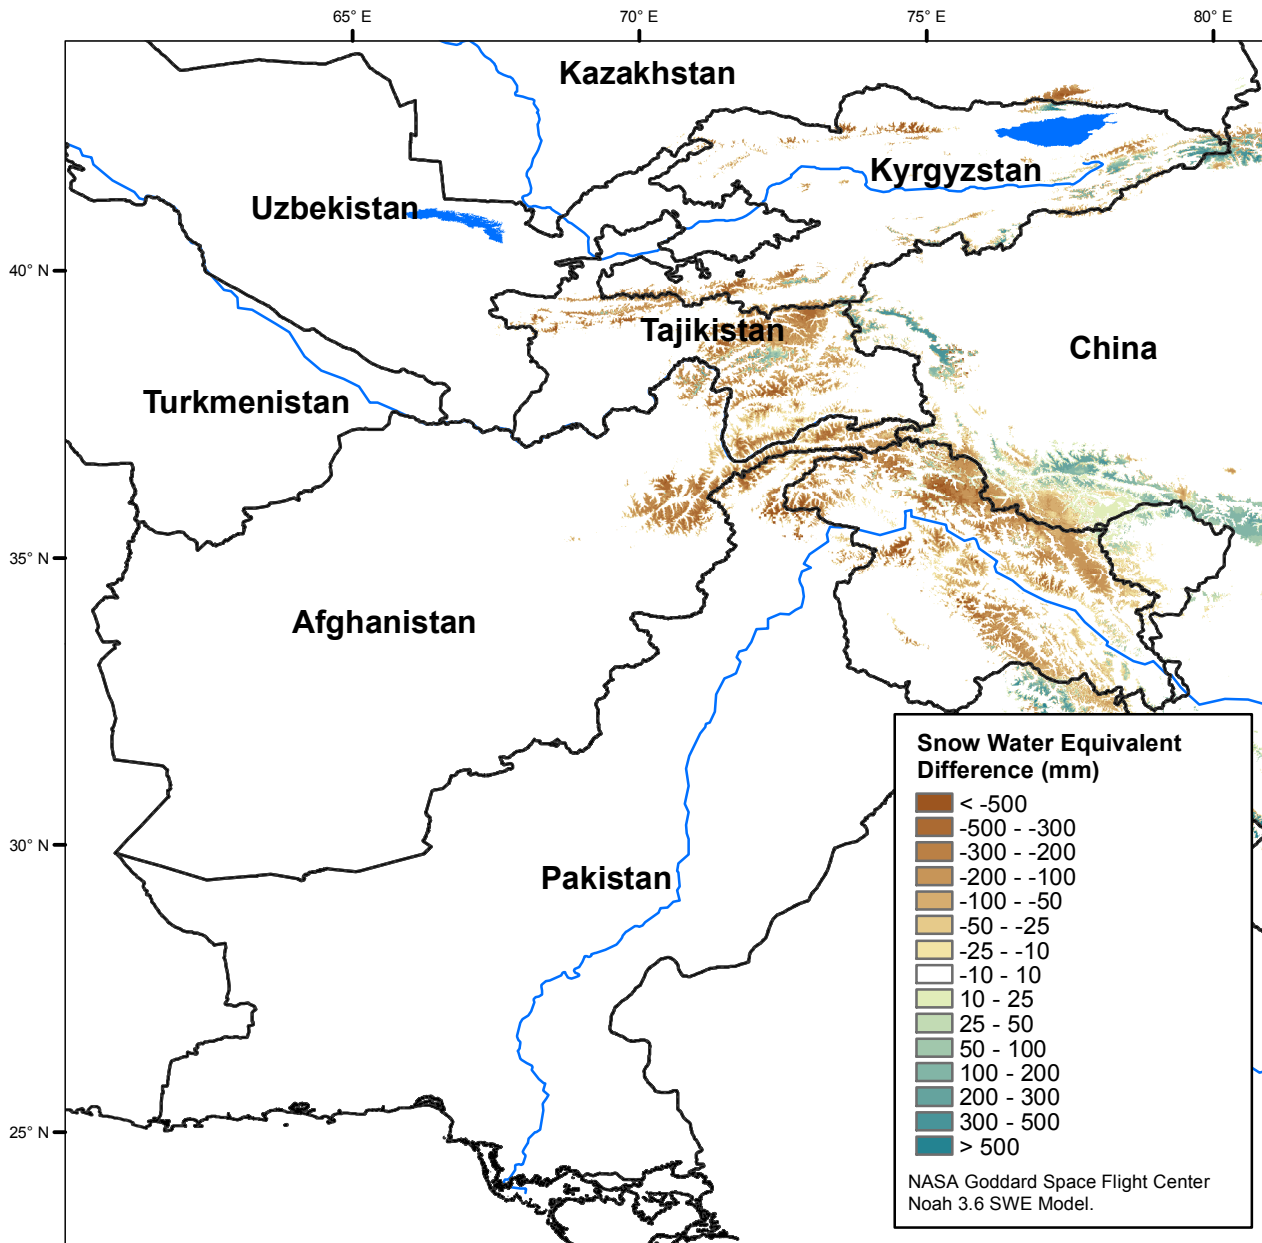 65° E
70° E
75° E
80° E
Kazakhstan
Kyrgyzstan
Uzbekistan
40° N
Tajikistan
China
Turkmenistan
35° N
Afghanistan
30° N
Pakistan
25° N
Snow Water Equivalent
Difference (mm)
< -500
-500 - -300
-300 - -200
-200 - -100
-100 - -50
-50 - -25
-25 - -10
-10 - 10
10 - 25
25 - 50
50 - 100
100 - 200
200 - 300
300 - 500
> 500
NASA Goddard Space Flight Center
Noah 3.6 SWE Model.